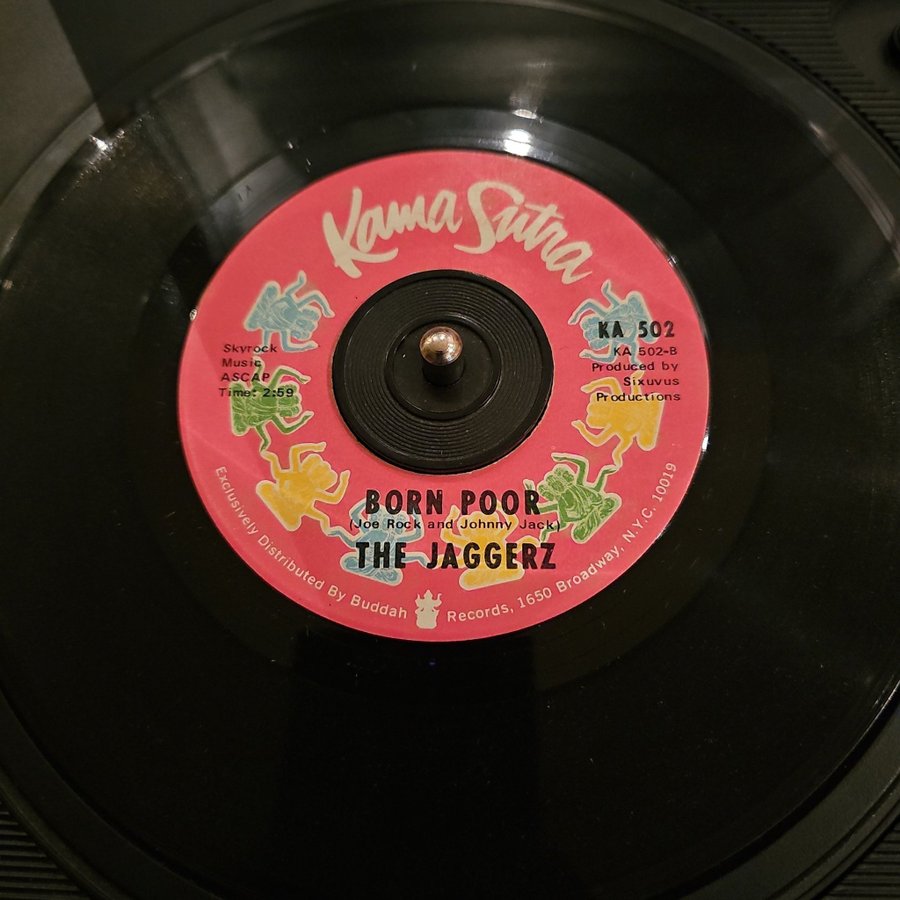 Kama Sutra
KA 502
KA 502-B
Produced by
Sixuvus
Productions
Skyrock
Music
ASCAP
Time: 2:59
BORN POOR
(Joe Rock and Johnny Jack)
THE JAGGERZ
Exclusively Distributed By Buddah Records, 1650 Broadway, N.Y.C. 10019